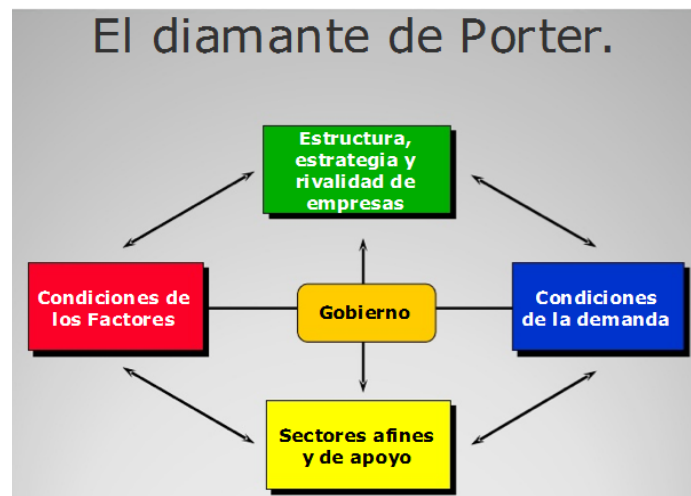 El diamante de Porter.
Estructura,
estrategia y
rivalidad de
empresas
Condiciones de
los Factores
Gobierno
Condiciones
de la demanda
Sectores afines
y de apoyo